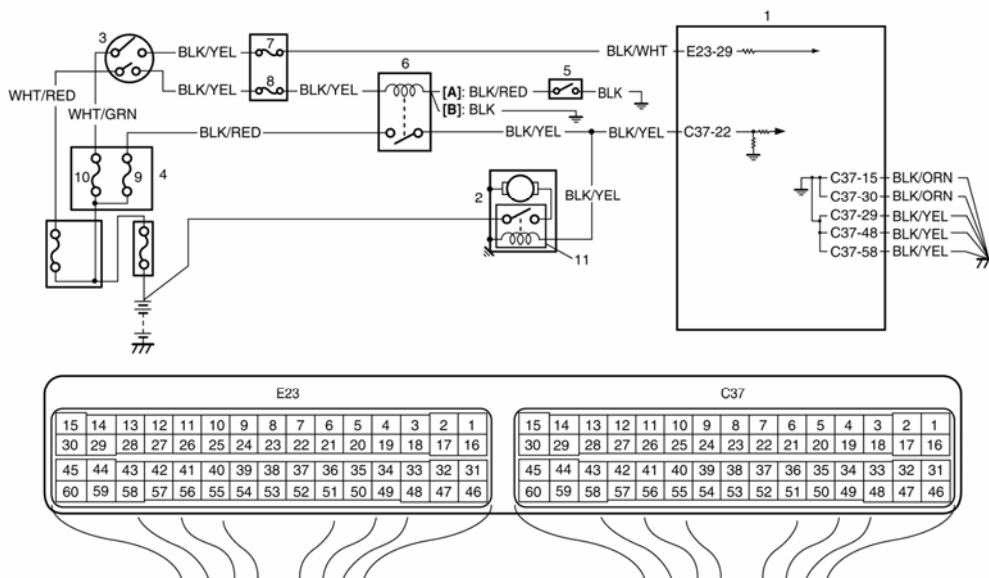 1
3
BLK/YEL
7
BLK/WHT
E23-29
6
5
WHT/RED
BLK/YEL
8
BLK/YEL
[A]: BLK/RED
BLK
WHT/GRN
[B]: BLK
BLK/RED
BLK/YEL
BLK/YEL
C37-22
10
9
4
2
BLK/YEL
C37-15
BLK/ORN
C37-30
BLK/ORN
C37-29
BLK/YEL
C37-48
BLK/YEL
C37-58
BLK/YEL
11
E23
C37
15 14 13 12 11 10 9 8 7 6 5 4 3 2 1
30 29 28 27 26 25 24 23 22 21 20 19 18 17 16
45 44 43 42 41 40 39 38 37 36 35 34 33 32 31
60 59 58 57 56 55 54 53 52 51 50 49 48 47 46
15 14 13 12 11 10 9 8 7 6 5 4 3 2 1
30 29 28 27 26 25 24 23 22 21 20 19 18 17 16
45 44 43 42 41 40 39 38 37 36 35 34 33 32 31
60 59 58 57 56 55 54 53 52 51 50 49 48 47 46